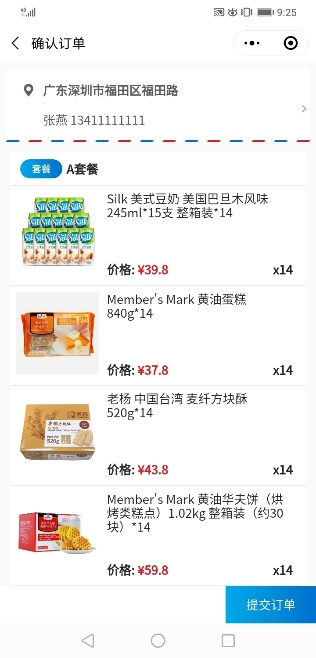 9:25
确认订单
广东深圳市福田区福田路
张燕 13411111111
套餐 A套餐
Silk 美式豆奶 美国巴旦木风味
245ml*15支 整箱装*14
价格: ¥39.8 x14
Member's Mark 黄油蛋糕
840g*14
价格: ¥37.8 x14
老杨 中国台湾 麦纤方块酥
520g*14
价格: ¥43.8 x14
Member's Mark 黄油华夫饼（烘
烤类糕点）1.02kg 整箱装（约30
块）*14
价格: ¥59.8 x14
提交订单